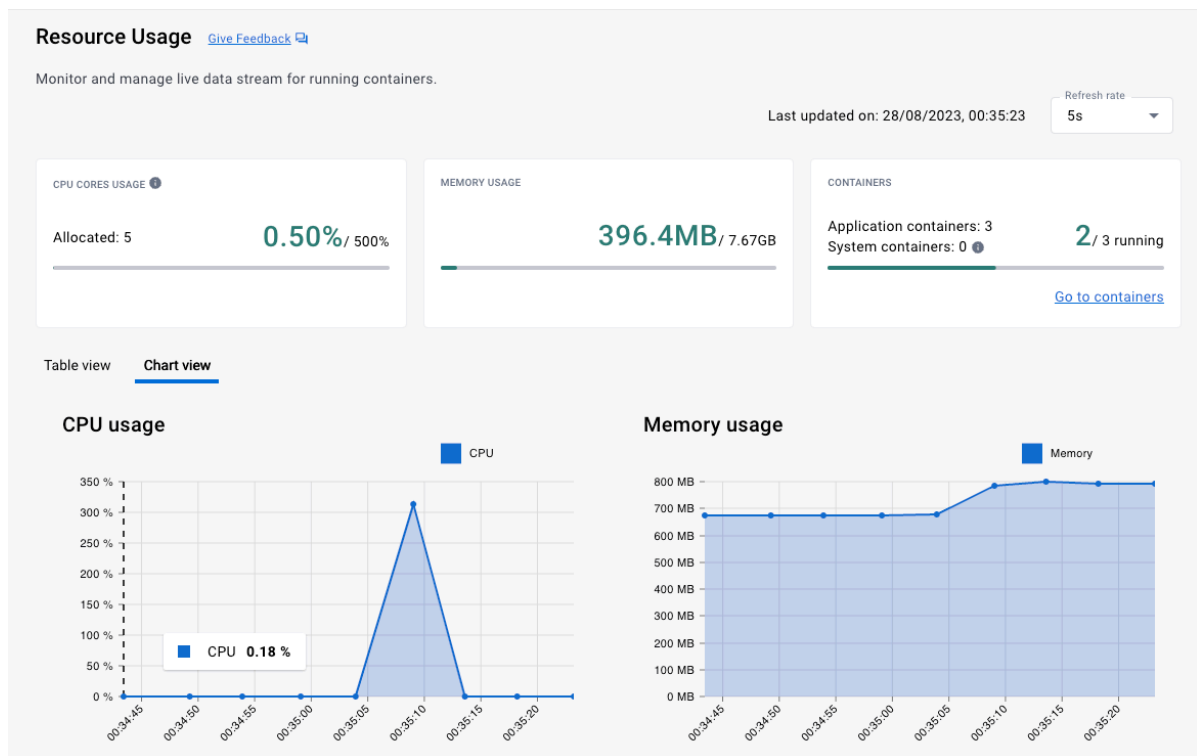 Resource Usage Give Feedback
Monitor and manage live data stream for running containers.
Refresh rate
Last updated on: 28/08/2023, 00:35:23 5s
CPU CORES USAGE
Allocated: 5 0.50%/ 500%
MEMORY USAGE
396.4MB/ 7.67GB
CONTAINERS
Application containers: 3
System containers: 0
2/ 3 running
Go to containers
Table view Chart view
CPU usage
CPU
350 %
300 %
250 %
200 %
150 %
100 %
50 %
0 %
CPU 0.18 %
00:34:45 00:34:50 00:34:55 00:35:00 00:35:05 00:35:10 00:35:15 00:35:20
Memory usage
Memory
800 MB
700 MB
600 MB
500 MB
400 MB
300 MB
200 MB
100 MB
0 MB
00:34:45 00:34:50 00:34:55 00:35:00 00:35:05 00:35:10 00:35:15 00:35:20